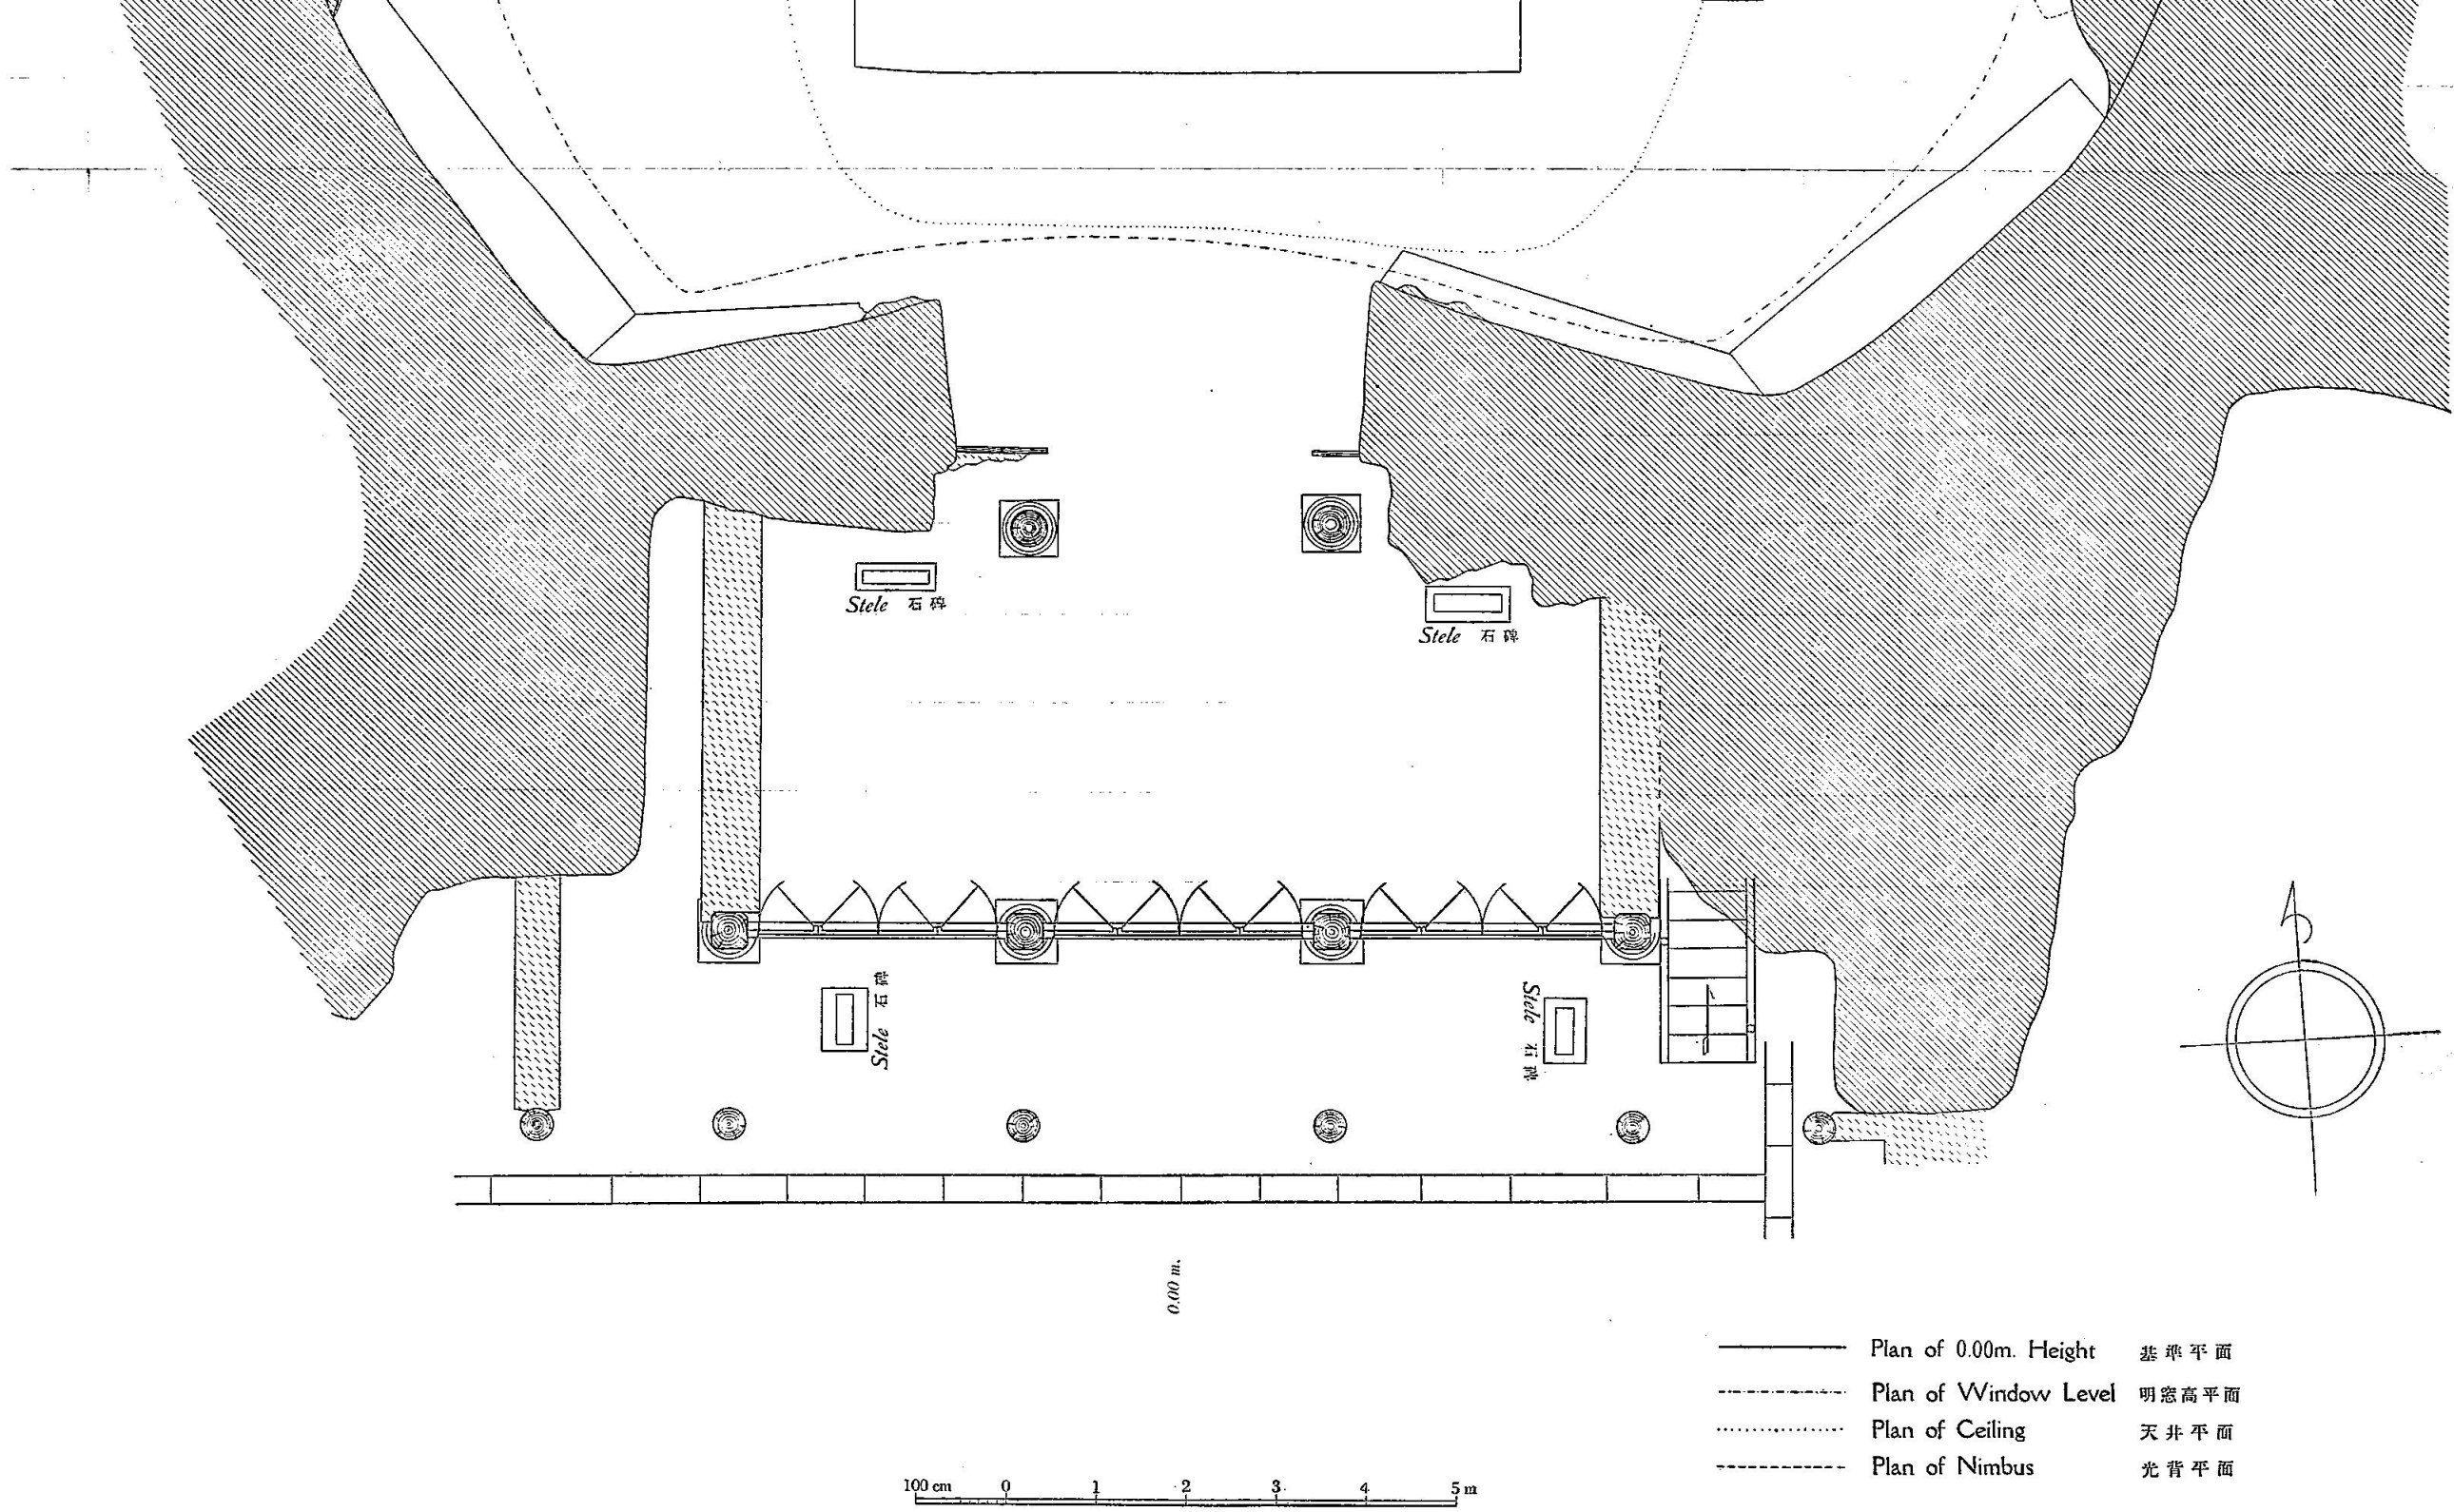 Stele 石碑
Stele 石碑
Stele 石碑
Stele 石碑
0.00 m.
Plan of 0.00m. Height 基準平面
Plan of Window Level 明窓高平面
Plan of Ceiling 天井平面
Plan of Nimbus 光背平面
100 cm 0 1 2 3 4 5 m